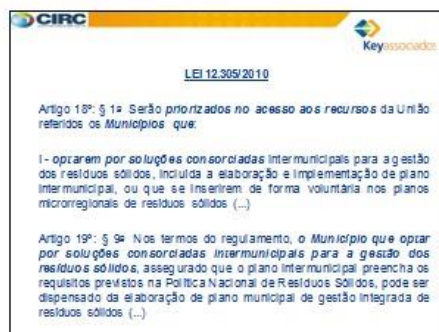 CIRC
Keyassociados
LEI 12.305/2010
Artigo 18º: § 1º Serão priorizados no acesso aos recursos da União
referidos os Municípios que:
I - optarem por soluções consorciadas intermunicipais para a gestão
dos resíduos sólidos, incluída a elaboração e implementação de plano
intermunicipal, ou que se inserirem de forma voluntária nos planos
microrregionais de resíduos sólidos (...)
Artigo 19º: § 9º Nos termos do regulamento, o Município que optar
por soluções consorciadas intermunicipais para a gestão dos
resíduos sólidos, assegurado que o plano intermunicipal preencha os
requisitos previstos na Política Nacional de Resíduos Sólidos, pode ser
dispensado da elaboração de plano municipal de gestão integrada de
resíduos sólidos (...)